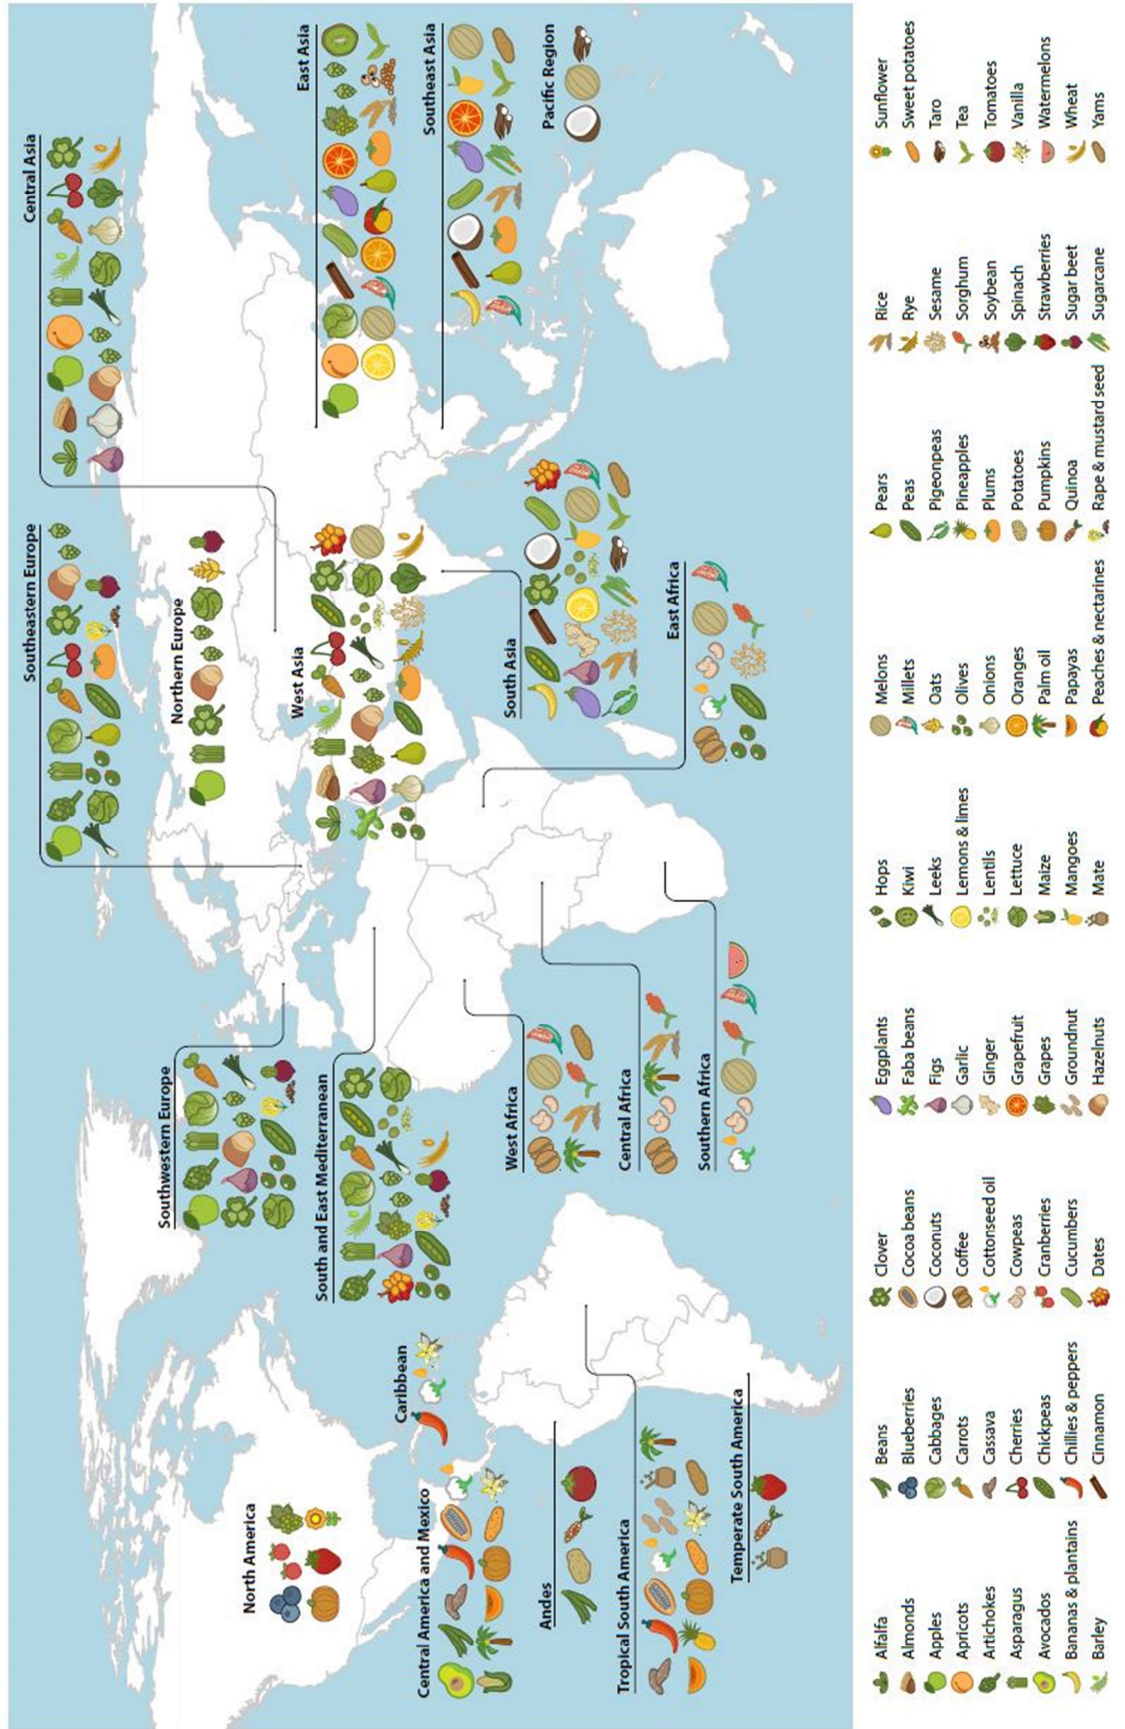 North America
Central America and Mexico
Caribbean
Andes
Tropical South America
Temperate South America
Southwestern Europe
South and East Mediterranean
West Africa
Central Africa
Southern Africa
Southeastern Europe
Northern Europe
West Asia
South Asia
East Africa
Central Asia
East Asia
Southeast Asia
Pacific Region
Alfalfa
Almonds
Apples
Apricots
Artichokes
Asparagus
Avocados
Bananas & plantains
Barley
Beans
Blueberries
Cabbages
Carrots
Cassava
Cherries
Chickpeas
Chillies & peppers
Cinnamon
Clover
Cocoa beans
Coconuts
Coffee
Cottonseed oil
Cowpeas
Cranberries
Cucumbers
Dates
Eggplants
Faba beans
Figs
Garlic
Ginger
Grapefruit
Grapes
Groundnut
Hazelnuts
Hops
Kiwi
Leeks
Lemons & limes
Lentils
Lettuce
Maize
Mangoes
Mate
Melons
Millets
Oats
Olives
Onions
Oranges
Palm oil
Papayas
Peaches & nectarines
Pears
Peas
Pigeonpeas
Pineapples
Plums
Potatoes
Pumpkins
Quinoa
Rape & mustard seed
Rice
Rye
Sesame
Sorghum
Soybean
Spinach
Strawberries
Sugar beet
Sugarcane
Sunflower
Sweet potatoes
Taro
Tea
Tomatoes
Vanilla
Watermelons
Wheat
Yams